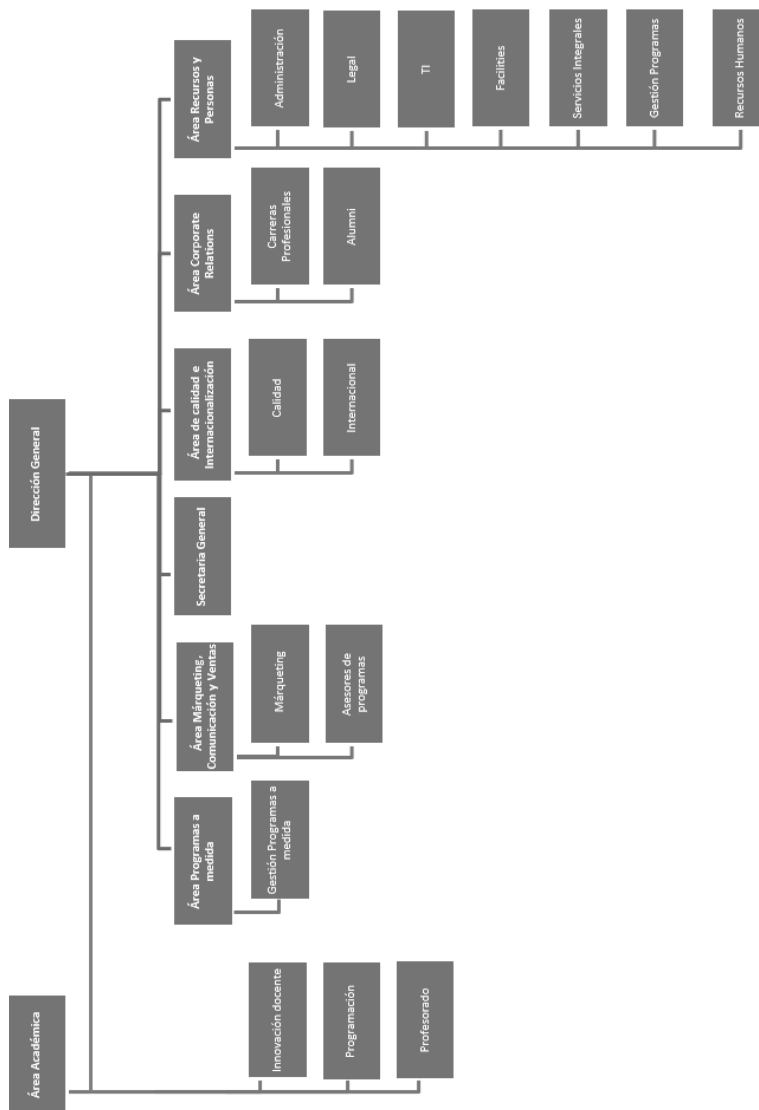 Área Académica
Innovación docente
Programación
Profesorado
Dirección General
Área Programas a
medida
Gestión Programas a
medida
Área Márqueting,
Comunicación y Ventas
Márqueting
Asesores de
programas
Secretaria General
Área de calidad e
Internacionalización
Calidad
Internacional
Área Corporate
Relations
Carreras
Profesionales
Alumni
Área Recursos y
Personas
Administración
Legal
TI
Facilities
Servicios Integrales
Gestión Programas
Recursos Humanos